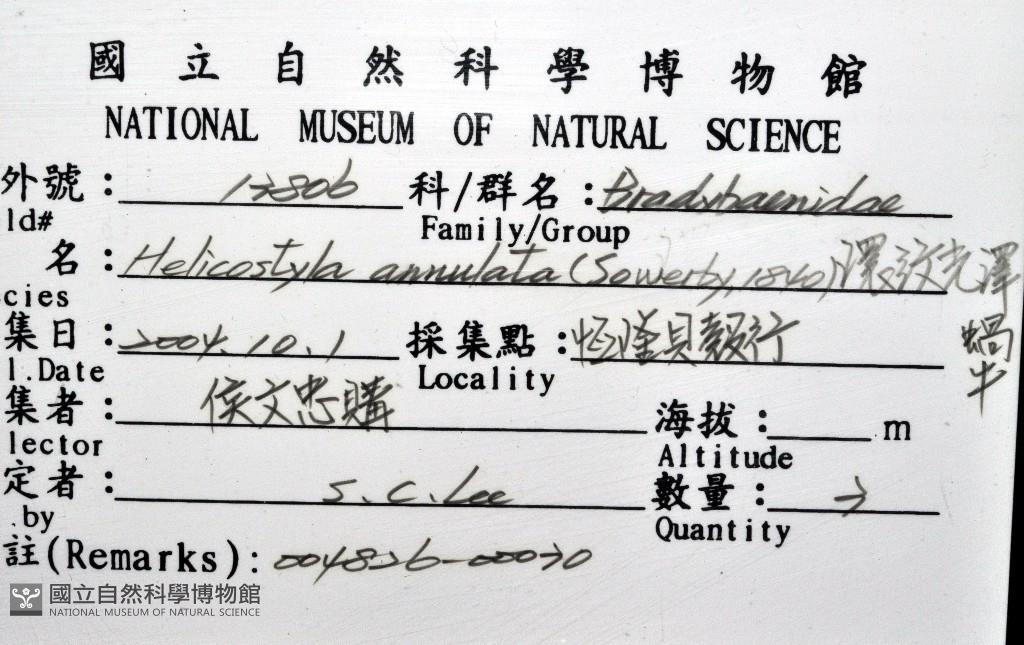 國立自然科學博物館
NATIONAL MUSEUM OF NATURAL SCIENCE
外號: 12806 科/群名: Bradybaenidae
ld# Family/Group
名: Helicostyla annulata (Sowerby, 1840) 環紋光澤蝸牛
cies
集日: 2004.10.1 採集點: 恆隆貝殼行
l.Date Locality
集者: 侯文忠購 海拔: m
lector Altitude
定者: S. C. Lee 數量: 2
.by Quantity
註(Remarks): 004826-00020
國立自然科學博物館
NATIONAL MUSEUM OF NATURAL SCIENCE